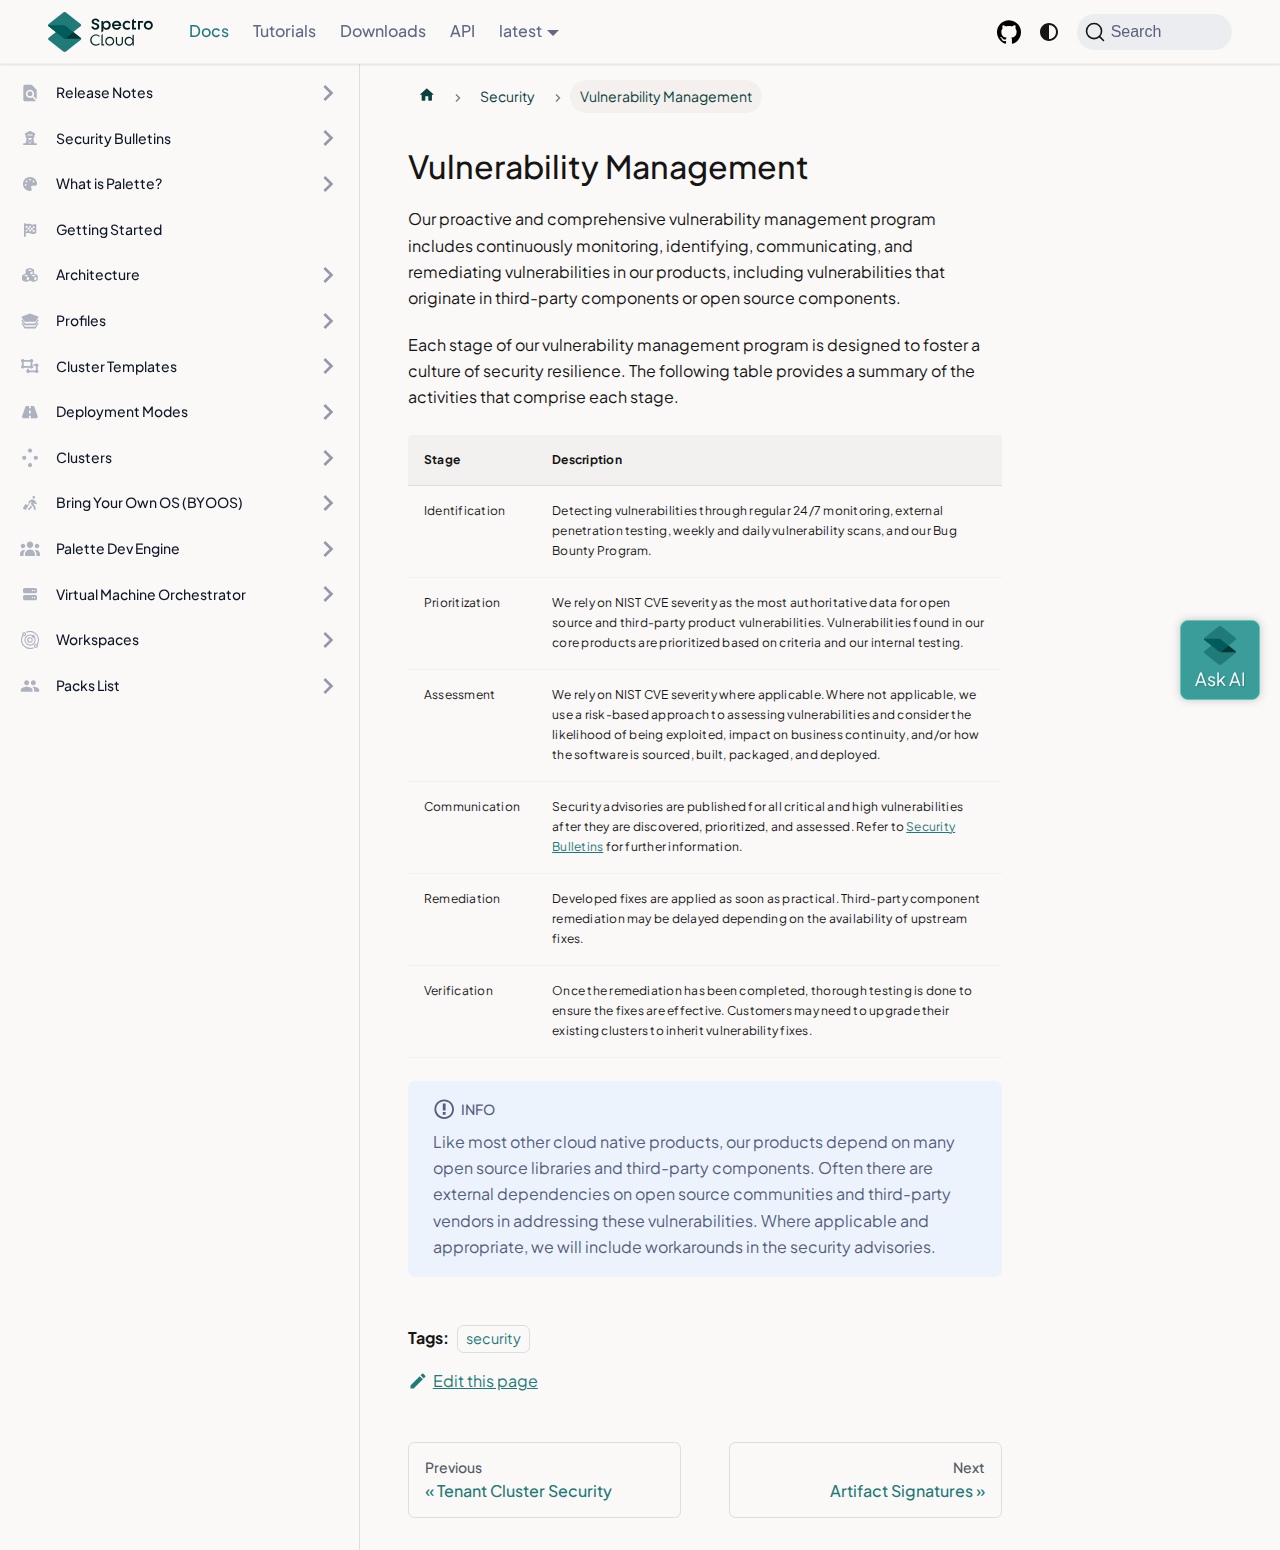 Spectro Cloud
Docs
Tutorials
Downloads
API
latest
Search
Release Notes
Security Bulletins
What is Palette?
Getting Started
Architecture
Profiles
Cluster Templates
Deployment Modes
Clusters
Bring Your Own OS (BYOOS)
Palette Dev Engine
Virtual Machine Orchestrator
Workspaces
Packs List
Security
Vulnerability Management
Vulnerability Management
Our proactive and comprehensive vulnerability management program
includes continuously monitoring, identifying, communicating, and
remediating vulnerabilities in our products, including vulnerabilities that
originate in third-party components or open source components.
Each stage of our vulnerability management program is designed to foster a
culture of security resilience. The following table provides a summary of the
activities that comprise each stage.
Stage
Description
Identification
Detecting vulnerabilities through regular 24/7 monitoring, external
penetration testing, weekly and daily vulnerability scans, and our Bug
Bounty Program.
Prioritization
We rely on NIST CVE severity as the most authoritative data for open
source and third-party product vulnerabilities. Vulnerabilities found in our
core products are prioritized based on criteria and our internal testing.
Assessment
We rely on NIST CVE severity where applicable. Where not applicable, we
use a risk-based approach to assessing vulnerabilities and consider the
likelihood of being exploited, impact on business continuity, and/or how
the software is sourced, built, packaged, and deployed.
Communication
Security advisories are published for all critical and high vulnerabilities
after they are discovered, prioritized, and assessed. Refer to Security
Bulletins for further information.
Remediation
Developed fixes are applied as soon as practical. Third-party component
remediation may be delayed depending on the availability of upstream
fixes.
Verification
Once the remediation has been completed, thorough testing is done to
ensure the fixes are effective. Customers may need to upgrade their
existing clusters to inherit vulnerability fixes.
INFO
Like most other cloud native products, our products depend on many
open source libraries and third-party components. Often there are
external dependencies on open source communities and third-party
vendors in addressing these vulnerabilities. Where applicable and
appropriate, we will include workarounds in the security advisories.
Tags: security
Edit this page
Previous
« Tenant Cluster Security
Next
Artifact Signatures »
Ask AI